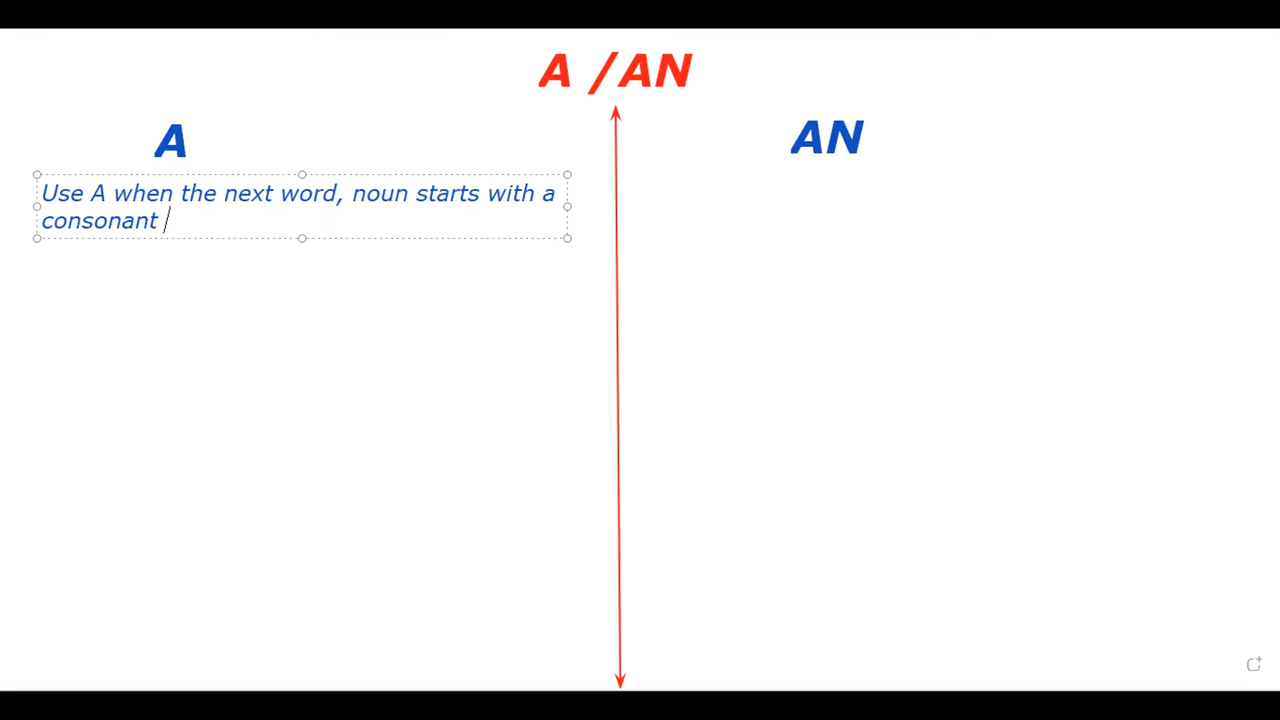 A /AN
A
AN
Use A when the next word, noun starts with a
consonant